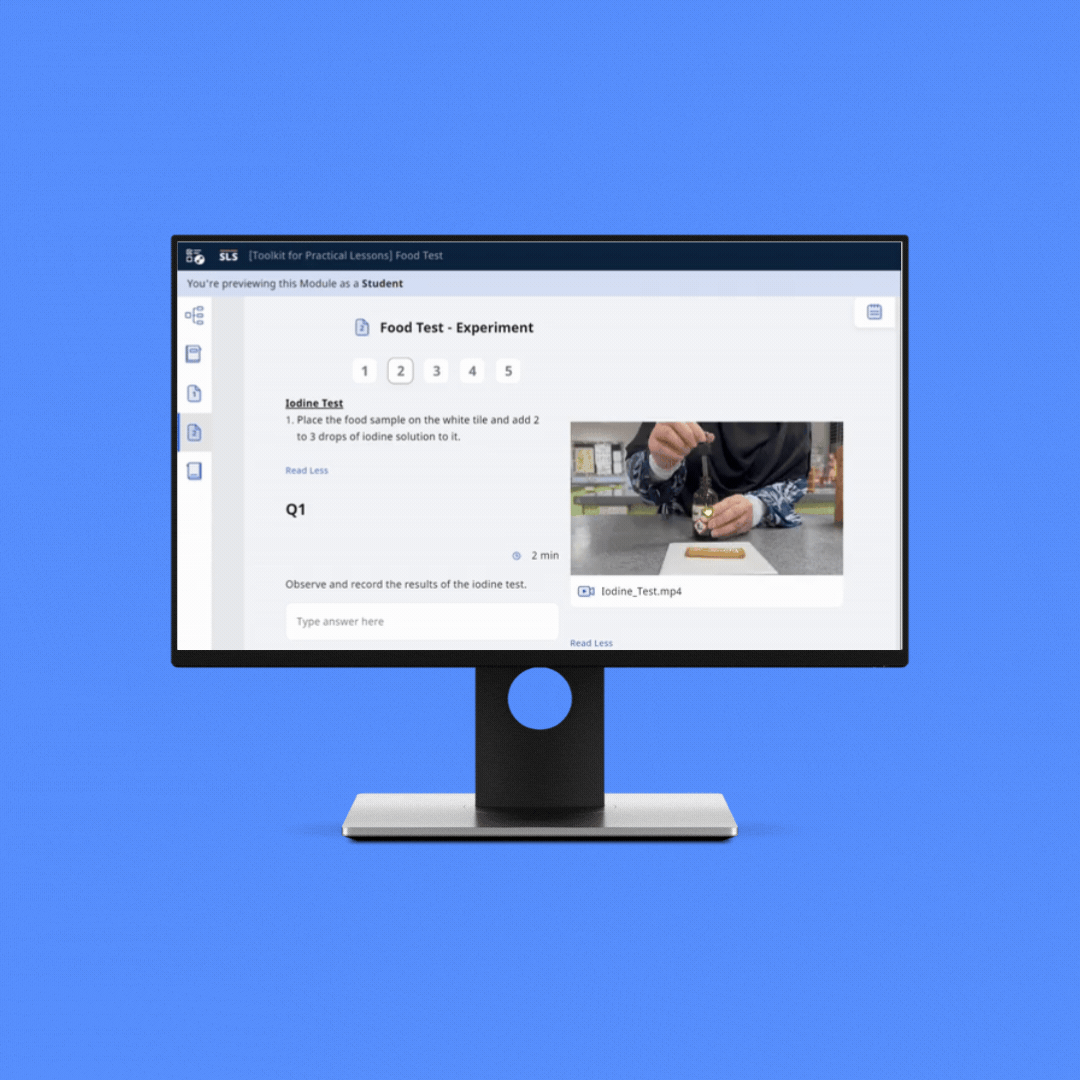 SLS [Toolkit for Practical Lessons] Food Test
You're previewing this Module as a Student
Food Test - Experiment
1 2 3 4 5
Iodine Test
1. Place the food sample on the white tile and add 2
to 3 drops of iodine solution to it.
Read Less
Q1
2 min
Observe and record the results of the iodine test.
Type answer here
Iodine_Test.mp4
Read Less